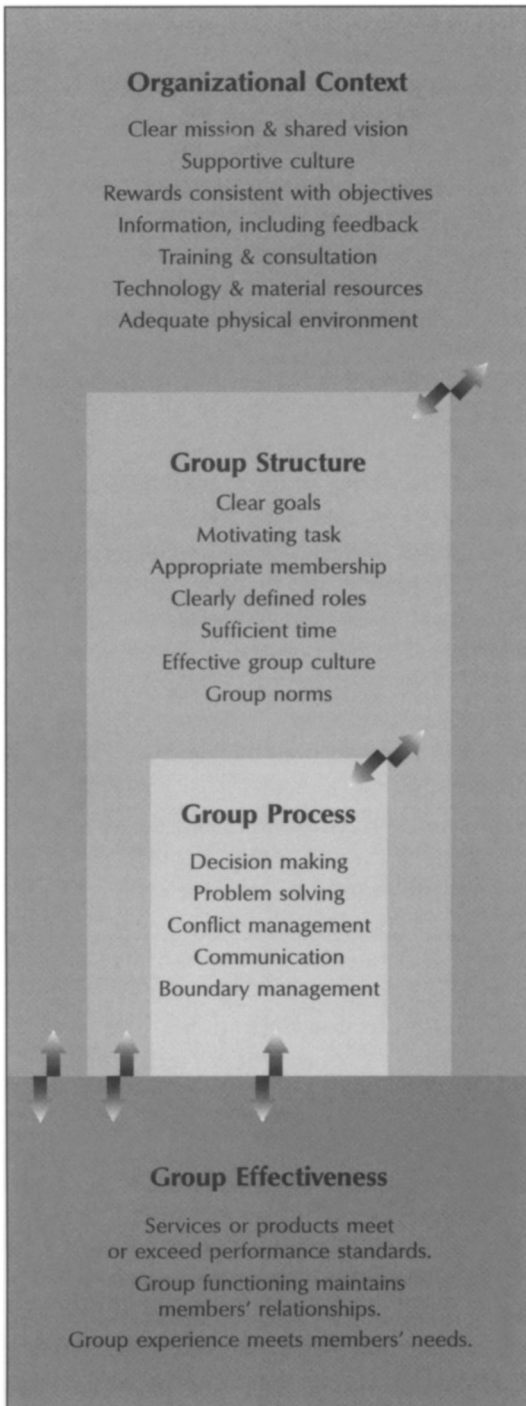 Organizational Context
Clear mission & shared vision
Supportive culture
Rewards consistent with objectives
Information, including feedback
Training & consultation
Technology & material resources
Adequate physical environment
Group Structure
Clear goals
Motivating task
Appropriate membership
Clearly defined roles
Sufficient time
Effective group culture
Group norms
Group Process
Decision making
Problem solving
Conflict management
Communication
Boundary management
Group Effectiveness
Services or products meet
or exceed performance standards.
Group functioning maintains
members' relationships.
Group experience meets members' needs.